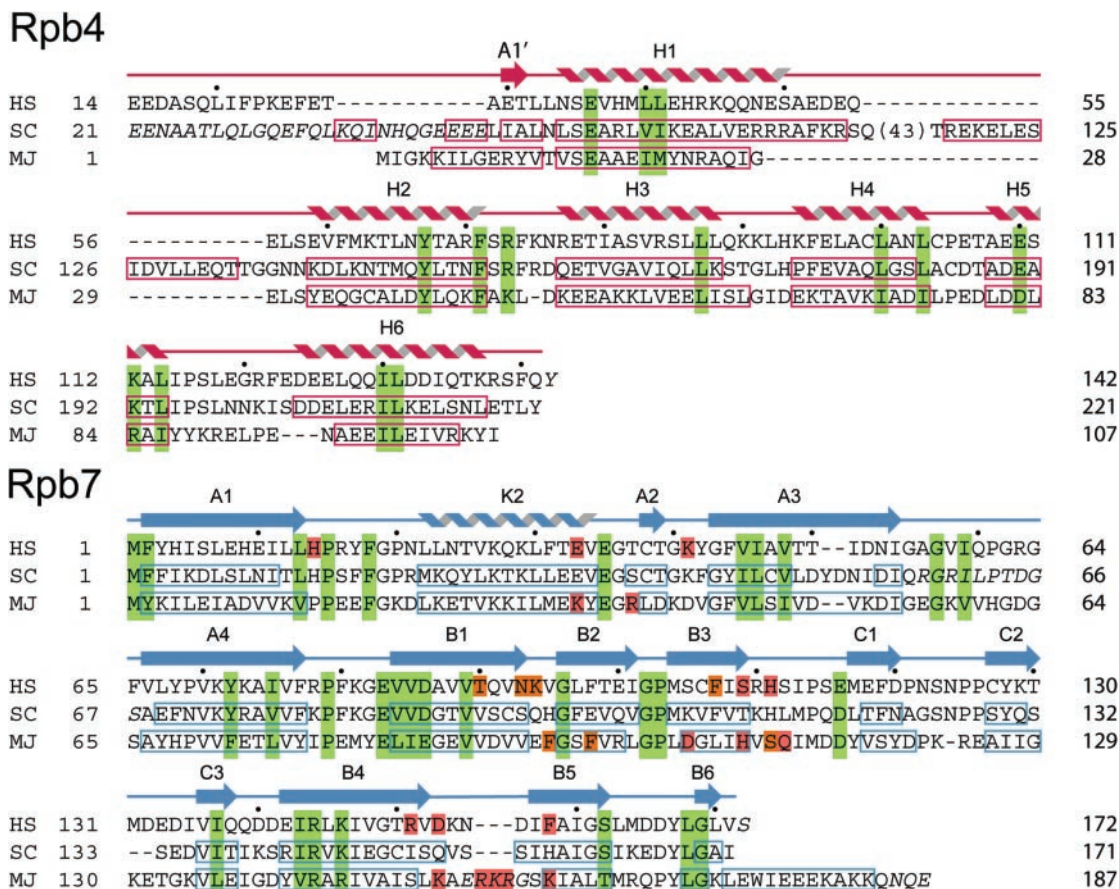 Rpb4
A1′ H1
HS 14 EEDASQLIFPKEFET------------AETLLNSEVHMLLEHRKQQNESAEDEQ------------- 55
SC 21 EENAATLQLGQEFQLKQINHQGEEEELIALNLSEARLVIKEALVERRRAFKRSQ(43)TREKELES 125
MJ 1 MIGKKILGERYVTVSEAAEIMYNRAQIG-------------------- 28
H2 H3 H4 H5
HS 56 ----------ELSEVFMKTLNYTARFSRFKNRETIASVRSLLLQKKLHKFELACLANLCPETAEES 111
SC 126 IDVLLEQTTGGNNKDLKNTMQYLTNFSRFRDQETVGAVIQLLKSTGLHPFEVAQLGSLACDTADEA 191
MJ 29 ----------ELSYEQGCALDYLQKFAKL-DKEEAKKLVEELISLGIDEKTAVKIADILPEDLDDL 83
H6
HS 112 KALIPSLEGRFEDEELQQILDDIQTKRSFQY 142
SC 192 KTLIPSLNNKISDDELERILKELSNLETLY 221
MJ 84 RAIYYKRELPE---NAEEILEIVRKYI 107
Rpb7
A1 K2 A2 A3
HS 1 MFYHISLEHEILLHPRYFGPNLLNTVKQKLFTEVEGTCTGKYGFVIAVTT--IDNIGAGVIQPGRG 64
SC 1 MFFIKDLSLNITLHPSFFGPRMKQYLKTKLLEEVEGSCTGKFGYILCVLDYDNIDIQRGRILPTDG 66
MJ 1 MYKILEIADVVKVPPEEFGKDLKETVKKILMEKYEGRLDKDVGFVLSIVD--VKDIGEGKVVHGDG 64
A4 B1 B2 B3 C1 C2
HS 65 FVLYPVKYKAIVFRPFKGEVVDAVVTQVNKVGLFTEIGPMSCFISRHSIPSEMEFDPNSNPPCYKT 130
SC 67 SAEFNVKYRAVVFKPFKGEVVDGTVVSCSQHGFEVQVGPMKVFVTKHLMPQDLTFNAGSNPPSYQS 132
MJ 65 SAYHPVVFETLVYIPEMYELIEGEVVDVVEFGSFVRLGPLDGLIHVSQIMDDYVSYDPK-REAIIG 129
C3 B4 B5 B6
HS 131 MDEDIVIQQDDEIRLKIVGTRVDKN---DIFAIGSLMDDYLGLVS 172
SC 133 --SEDVITIKSRIRVKIEGCISQVS---SIHAIGSIKEDYLGAI 171
MJ 130 KETGKVLEIGDYVRARIVAISLKAERKRGSKIALTMRQPYLGKLEWIEEEKAKKQNQE 187